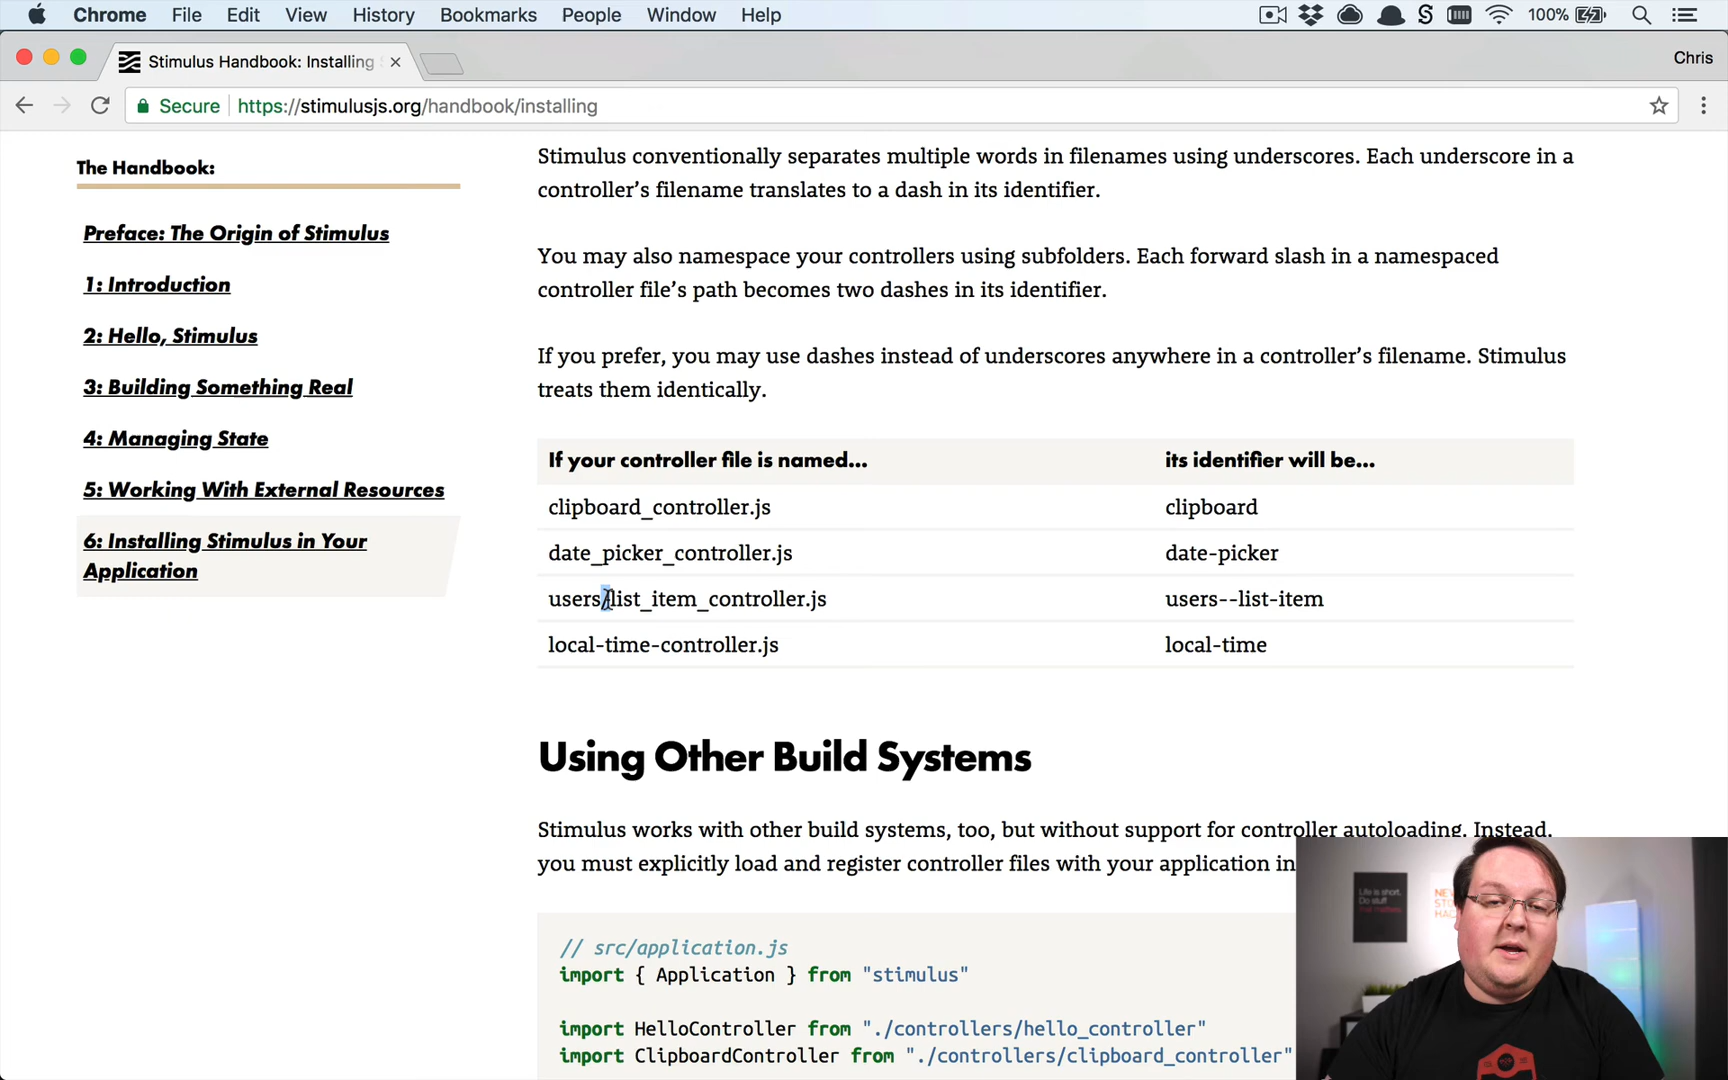 Chrome File Edit View History Bookmarks People Window Help 100%
Stimulus Handbook: Installing
Chris
Secure https://stimulusjs.org/handbook/installing
The Handbook:
Preface: The Origin of Stimulus
1: Introduction
2: Hello, Stimulus
3: Building Something Real
4: Managing State
5: Working With External Resources
6: Installing Stimulus in Your
Application
Stimulus conventionally separates multiple words in filenames using underscores. Each underscore in a
controller’s filename translates to a dash in its identifier.
You may also namespace your controllers using subfolders. Each forward slash in a namespaced
controller file’s path becomes two dashes in its identifier.
If you prefer, you may use dashes instead of underscores anywhere in a controller’s filename. Stimulus
treats them identically.
If your controller file is named… its identifier will be…
clipboard_controller.js clipboard
date_picker_controller.js date-picker
users/list_item_controller.js users--list-item
local-time-controller.js local-time
Using Other Build Systems
Stimulus works with other build systems, too, but without support for controller autoloading. Instead,
you must explicitly load and register controller files with your application in
// src/application.js
import { Application } from "stimulus"
import HelloController from "./controllers/hello_controller"
import ClipboardController from "./controllers/clipboard_controller"
Life is short.
Do stuff
that matters.